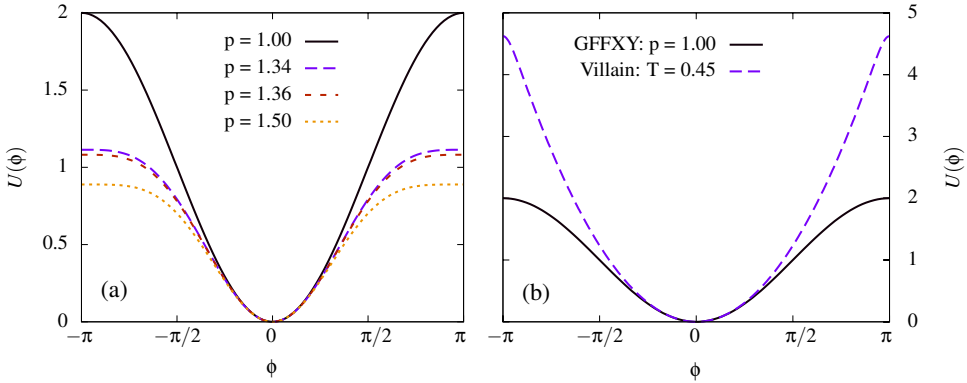 2
1.5
1
0.5
0
−π
−π/2
0
π/2
π
U(ϕ)
ϕ
p = 1.00
p = 1.34
p = 1.36
p = 1.50
(a)
GFFXY: p = 1.00
Villain: T = 0.45
(b)
5
4
3
2
1
0
−π
−π/2
0
π/2
π
U(ϕ)
ϕ